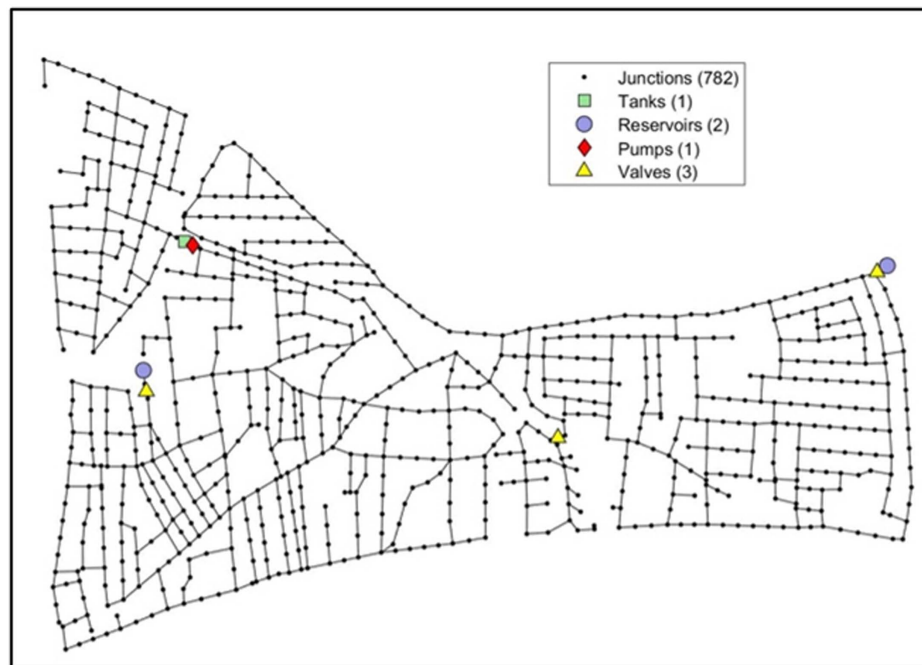 Junctions (782)
Tanks (1)
Reservoirs (2)
Pumps (1)
Valves (3)